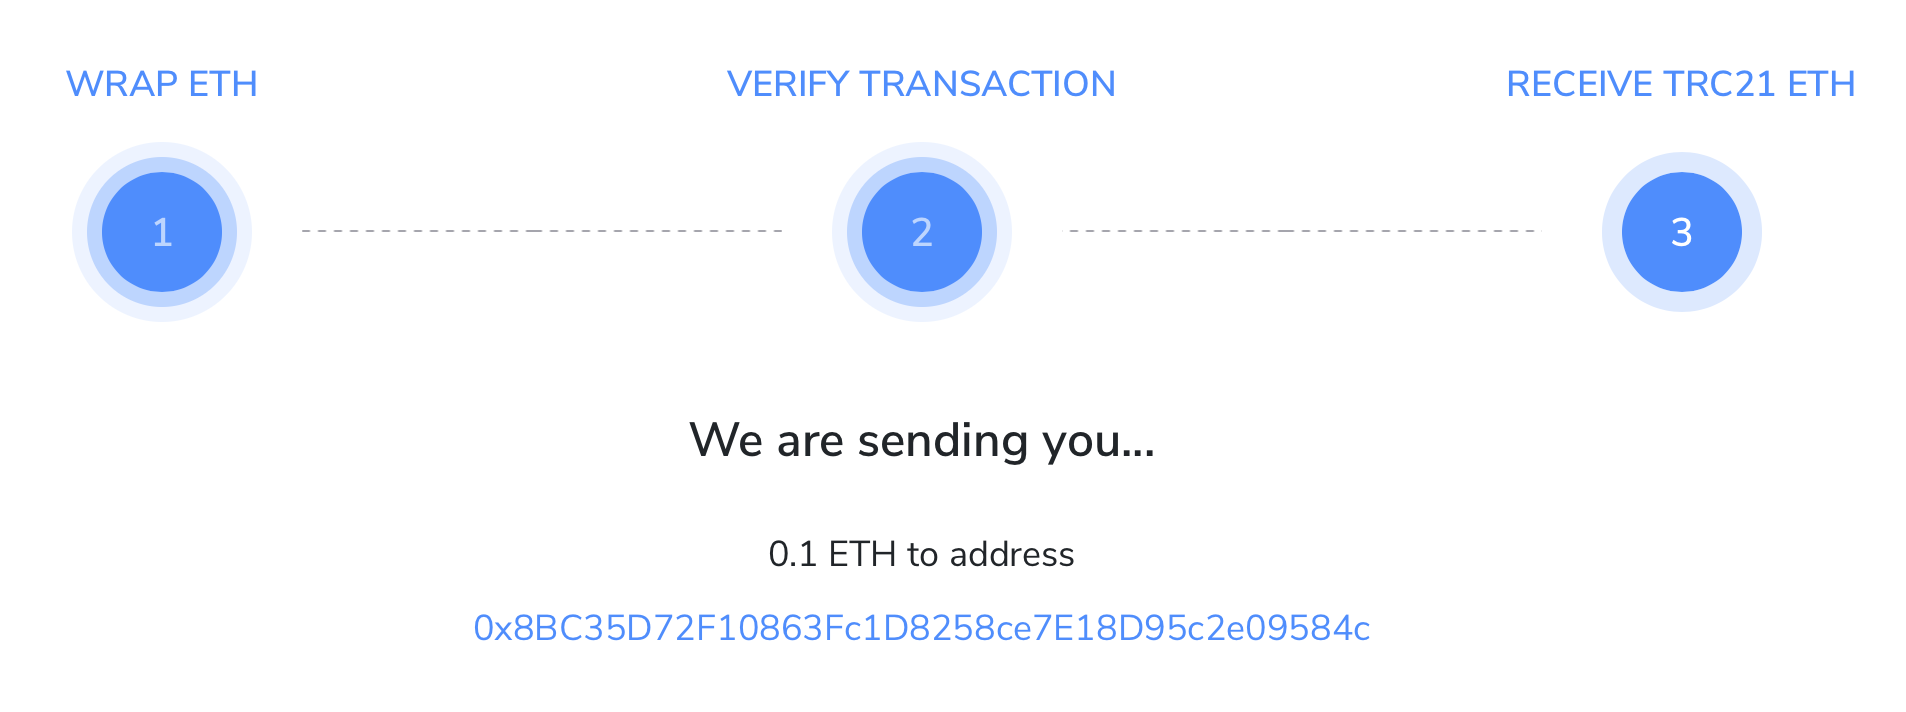 WRAP ETH
VERIFY TRANSACTION
RECEIVE TRC21 ETH
1
2
3
We are sending you...
0.1 ETH to address
0x8BC35D72F10863Fc1D8258ce7E18D95c2e09584c